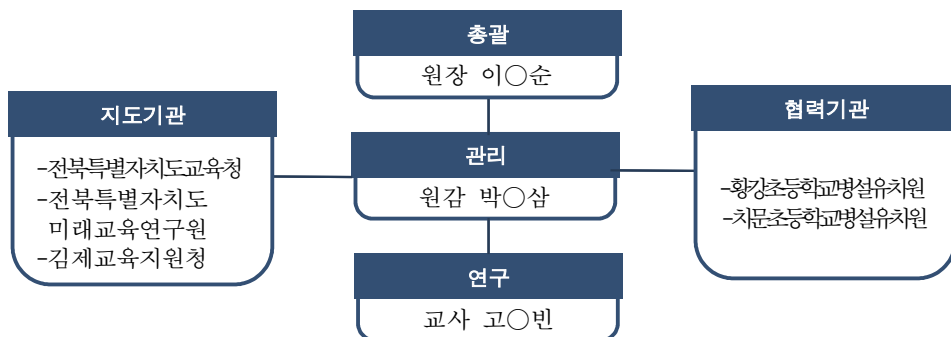 총괄
원장 이○순
지도기관
-전북특별자치도교육청
-전북특별자치도
미래교육연구원
-김제교육지원청
관리
원감 박○삼
협력기관
-황강초등학교병설유치원
-치문초등학교병설유치원
연구
교사 고○빈